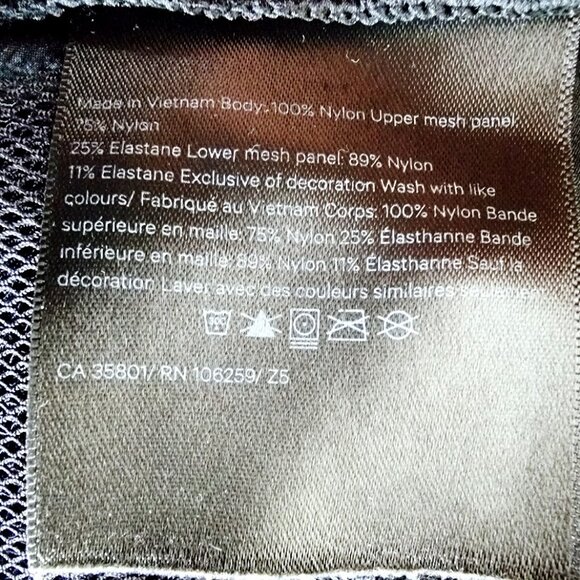 Made in Vietnam Body: 100% Nylon Upper mesh panel:
75% Nylon
25% Elastane Lower mesh panel: 89% Nylon
11% Elastane Exclusive of decoration Wash with like
colours/ Fabriqué au Vietnam Corps: 100% Nylon Bande
supérieure en maille: 75% Nylon 25% Élasthanne Bande
inférieure en maille: 89% Nylon 11% Élasthanne Sauf la
décoration Laver avec des couleurs similaires seulement
CA 35801/ RN 106259/ Z5